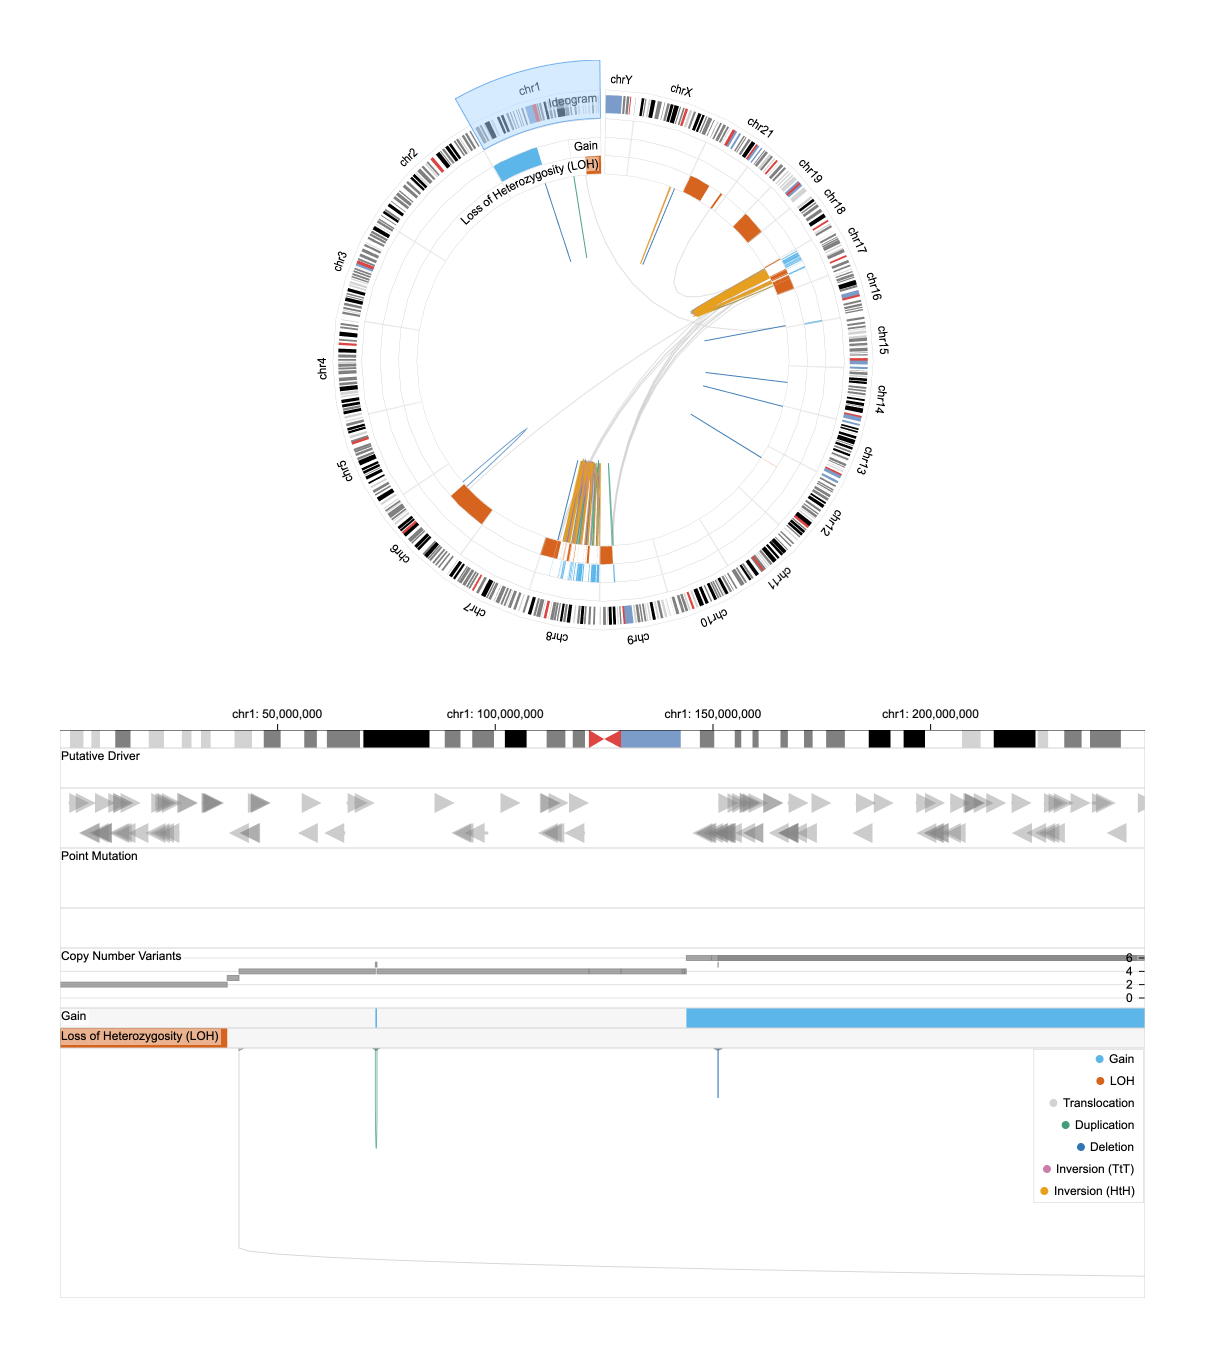 chr1
Ideogram
Gain
Loss of Heterozygosity (LOH)
chrY
chrX
chr21
chr19
chr18
chr17
chr16
chr15
chr14
chr13
chr12
chr11
chr10
chr9
chr8
chr7
chr6
chr5
chr4
chr3
chr2
chr1: 50,000,000 chr1: 100,000,000 chr1: 150,000,000 chr1: 200,000,000
Putative Driver
Point Mutation
Copy Number Variants
6
4
2
0
Gain
Loss of Heterozygosity (LOH)
Gain
LOH
Translocation
Duplication
Deletion
Inversion (TtT)
Inversion (HtH)